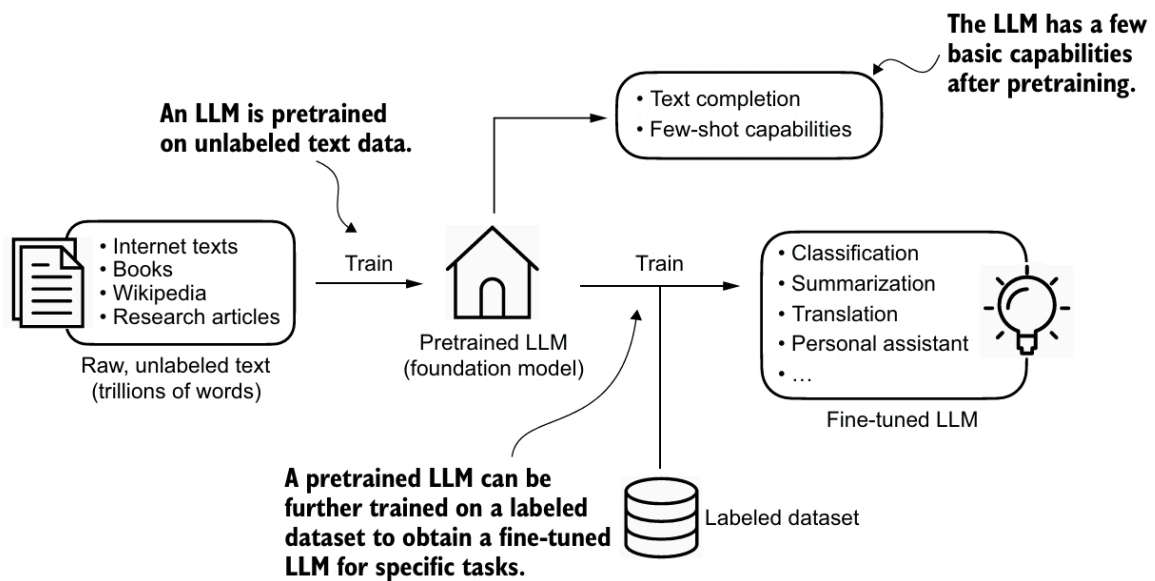 The LLM has a few
basic capabilities
after pretraining.
• Text completion
• Few-shot capabilities
An LLM is pretrained
on unlabeled text data.
• Internet texts
• Books
• Wikipedia
• Research articles
Raw, unlabeled text
(trillions of words)
Train
Pretrained LLM
(foundation model)
Train
• Classification
• Summarization
• Translation
• Personal assistant
• …
Fine-tuned LLM
A pretrained LLM can be
further trained on a labeled
dataset to obtain a fine-tuned
LLM for specific tasks.
Labeled dataset